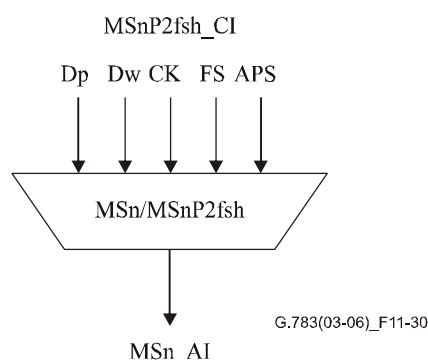 MSnP2fsh_CI
Dp Dw CK FS APS
MSn/MSnP2fsh
G.783(03-06)_F11-30
MSn_AI